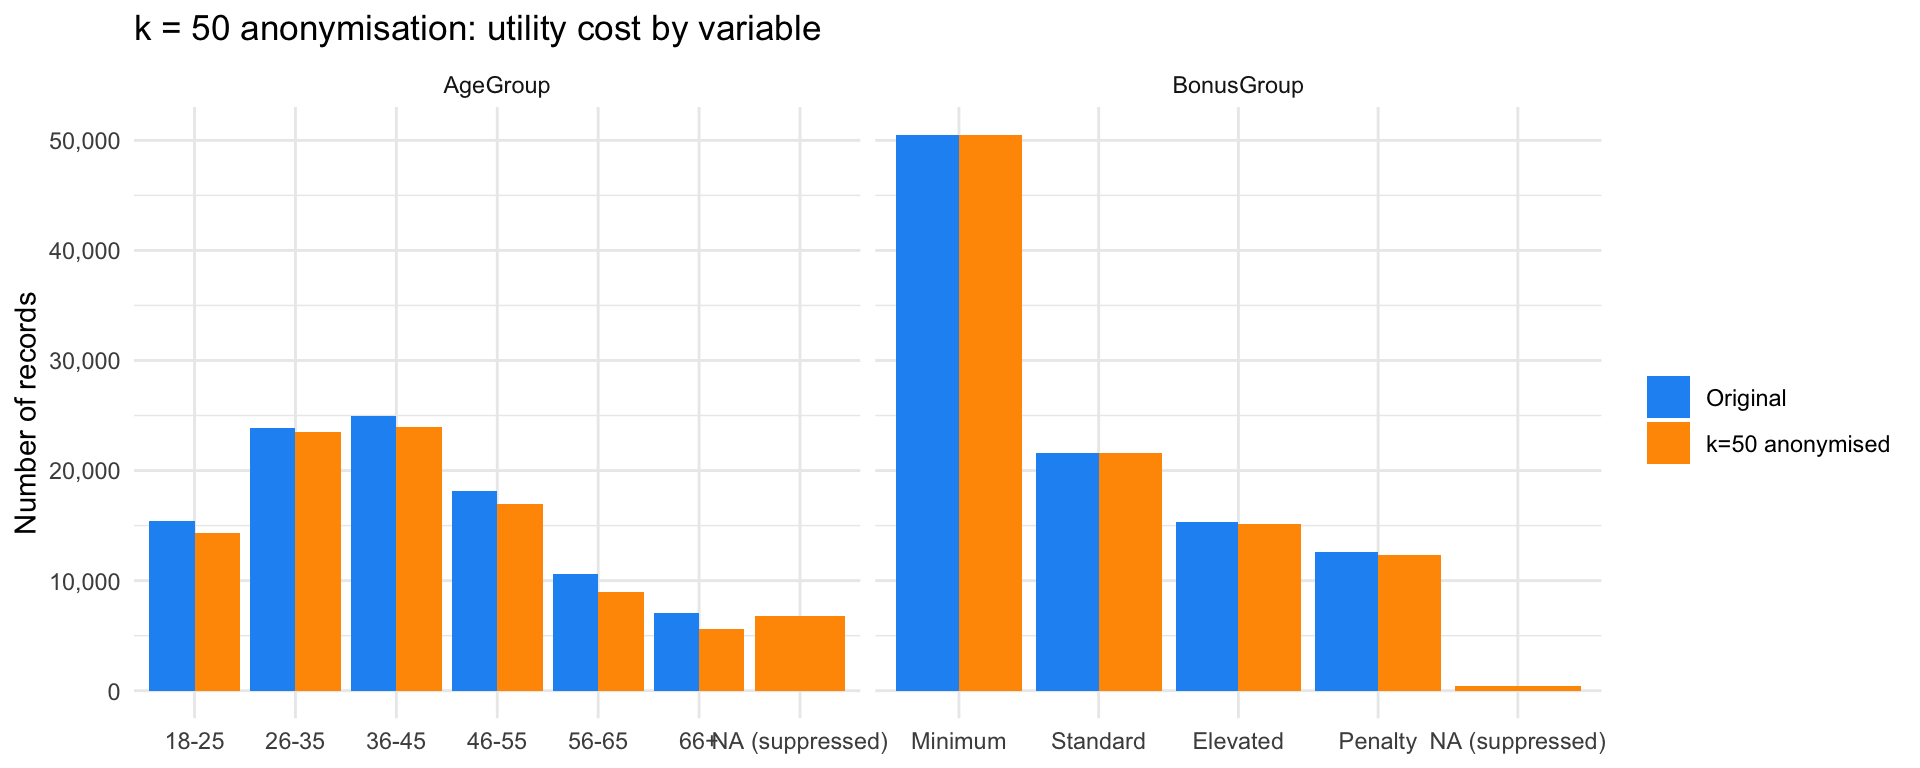 k = 50 anonymisation: utility cost by variable
AgeGroup
BonusGroup
Number of records
50,000
40,000
30,000
20,000
10,000
0
18-25
26-35
36-45
46-55
56-65
66+
NA (suppressed)
Minimum
Standard
Elevated
Penalty
NA (suppressed)
Original
k=50 anonymised